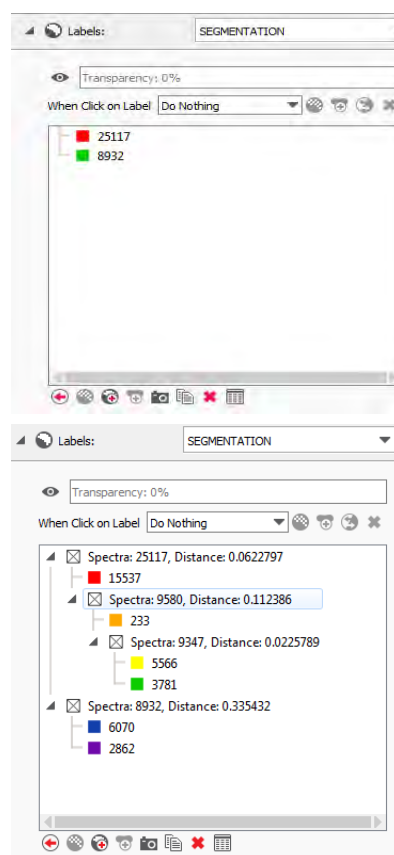 Labels: SEGMENTATION
Transparency: 0%
When Click on Label Do Nothing
25117
8932
Labels: SEGMENTATION
Transparency: 0%
When Click on Label Do Nothing
Spectra: 25117, Distance: 0.0622797
15537
Spectra: 9580, Distance: 0.112386
233
Spectra: 9347, Distance: 0.0225789
5566
3781
Spectra: 8932, Distance: 0.335432
6070
2862